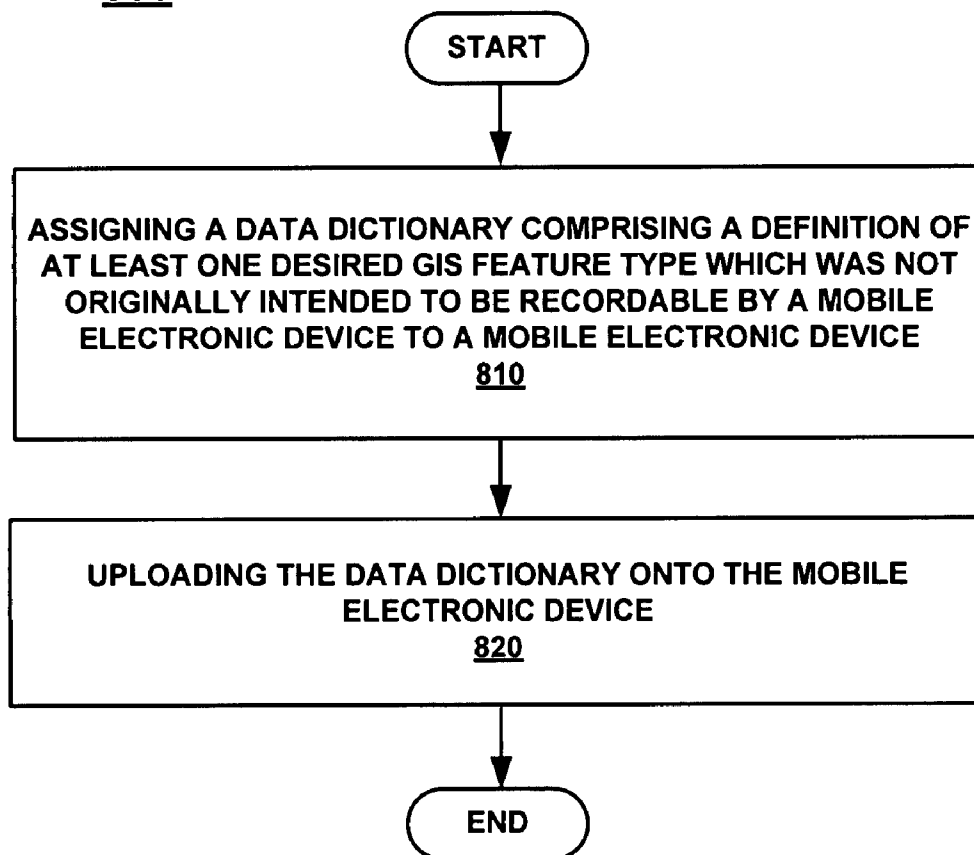 START
ASSIGNING A DATA DICTIONARY COMPRISING A DEFINITION OF
AT LEAST ONE DESIRED GIS FEATURE TYPE WHICH WAS NOT
ORIGINALLY INTENDED TO BE RECORDABLE BY A MOBILE
ELECTRONIC DEVICE TO A MOBILE ELECTRONIC DEVICE
810
UPLOADING THE DATA DICTIONARY ONTO THE MOBILE
ELECTRONIC DEVICE
820
END